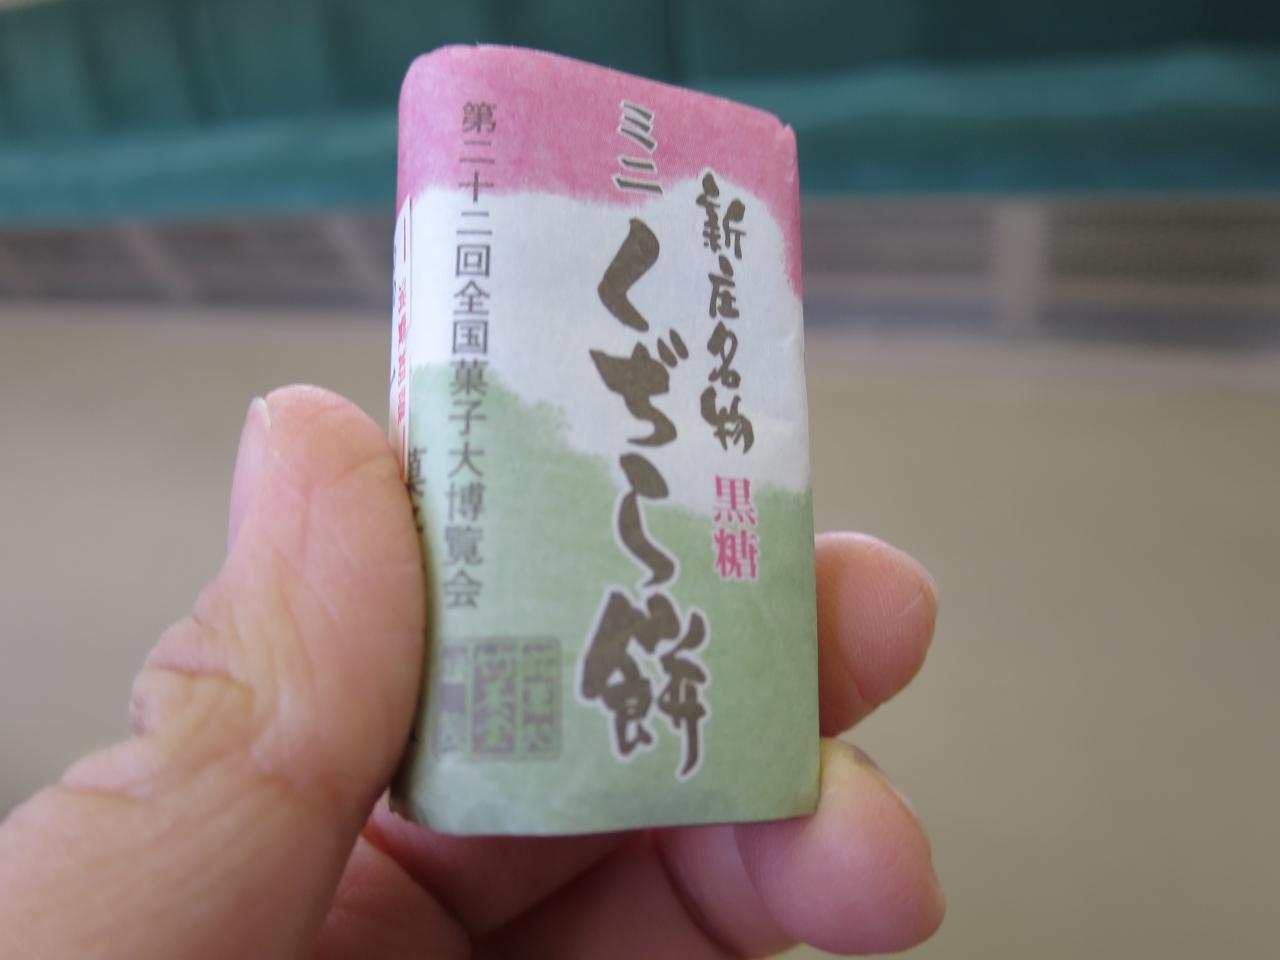 新庄名物
黒糖
ミニ
くぢら餅
第二十二回全国菓子大博覧会